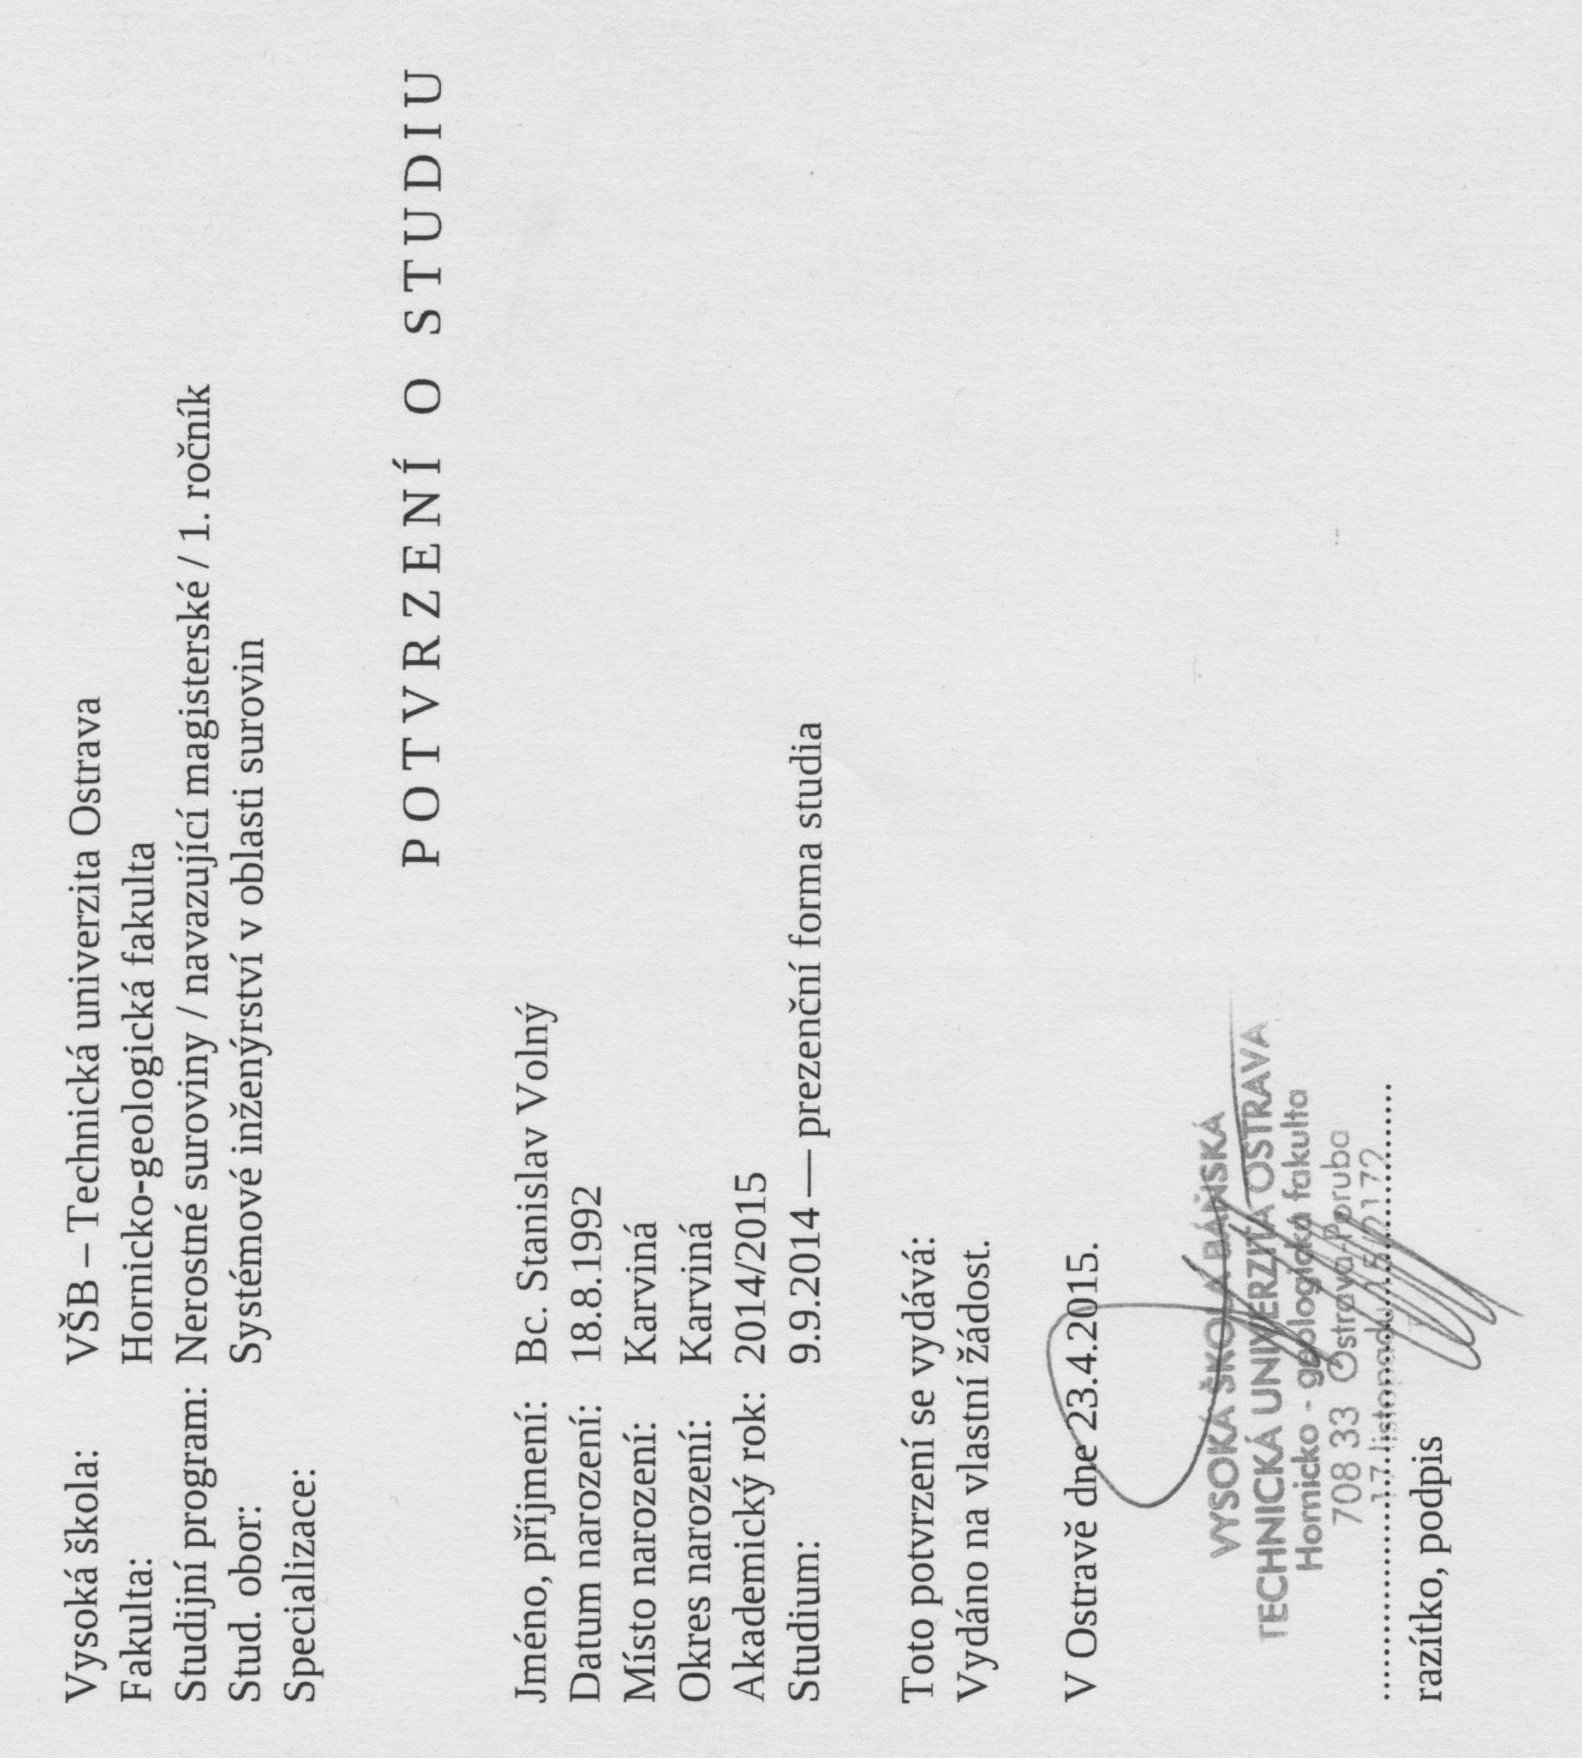 Vysoká škola: VŠB – Technická univerzita Ostrava
Fakulta: Hornicko-geologická fakulta
Studijní program: Nerostné suroviny / navazující magisterské / 1. ročník
Stud. obor: Systémové inženýrství v oblasti surovin
Specializace:
POTVRZENÍ O STUDIU
Jméno, příjmení: Bc. Stanislav Volný
Datum narození: 18.8.1992
Místo narození: Karviná
Okres narození: Karviná
Akademický rok: 2014/2015
Studium: 9.9.2014 — prezenční forma studia
Toto potvrzení se vydává:
Vydáno na vlastní žádost.
V Ostravě dne 23.4.2015.
VYSOKÁ ŠKOLA BÁŇSKÁ
TECHNICKÁ UNIVERZITA OSTRAVA
Hornicko - geologická fakulta
708 33 Ostrava-Poruba
17.listopadu
razítko, podpis